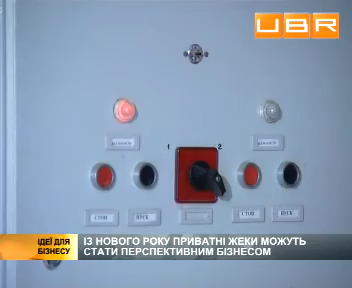 UBR
1 2
СТОП ПУСК СТОП ПУСК
ІДЕЇ ДЛЯ
БІЗНЕСУ
ІЗ НОВОГО РОКУ ПРИВАТНІ ЖЕКИ МОЖУТЬ
СТАТИ ПЕРСПЕКТИВНИМ БІЗНЕСОМ